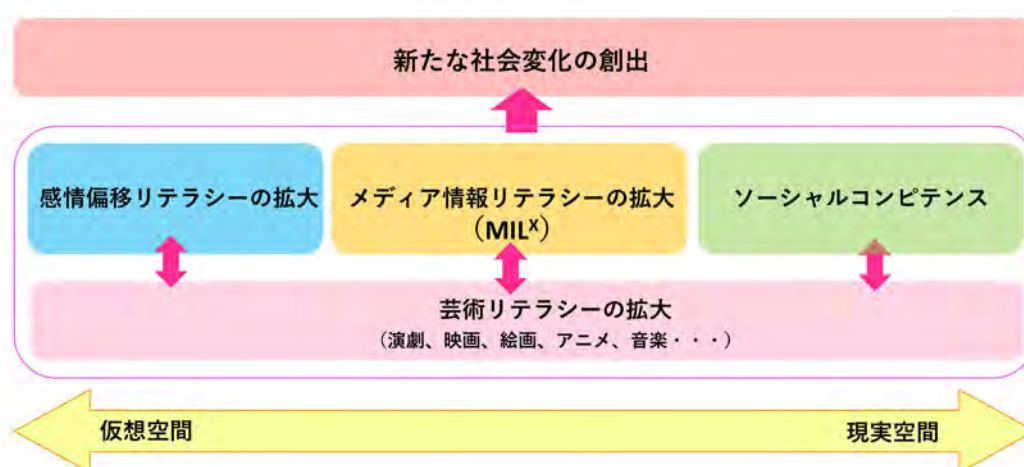 新たな社会変化の創出
感情偏移リテラシーの拡大
メディア情報リテラシーの拡大
（MILˣ）
ソーシャルコンピテンス
芸術リテラシーの拡大
（演劇、映画、絵画、アニメ、音楽・・・）
仮想空間
現実空間